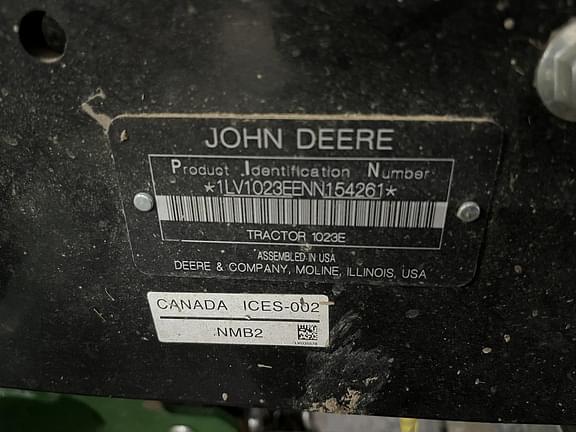 JOHN DEERE
Product Identification Number
*1LV1023EENN154261*
TRACTOR 1023E
ASSEMBLED IN USA
DEERE & COMPANY, MOLINE, ILLINOIS, USA
CANADA ICES-002
NMB2